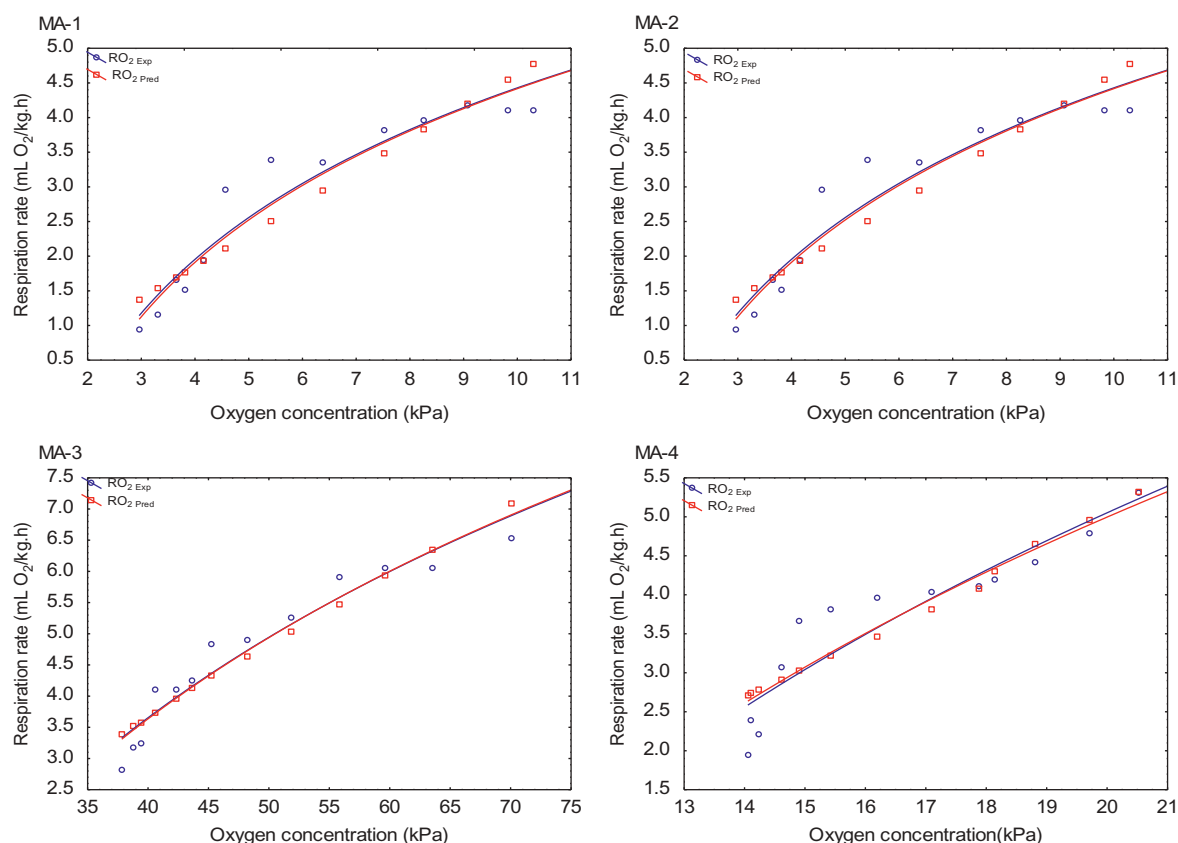 MA-1
RO2 Exp
RO2 Pred
Respiration rate (mL O2/kg.h)
5.0
4.5
4.0
3.5
3.0
2.5
2.0
1.5
1.0
0.5
2 3 4 5 6 7 8 9 10 11
Oxygen concentration (kPa)
MA-2
RO2 Exp
RO2 Pred
Respiration rate (mL O2/kg.h)
5.0
4.5
4.0
3.5
3.0
2.5
2.0
1.5
1.0
0.5
2 3 4 5 6 7 8 9 10 11
Oxygen concentration (kPa)
MA-3
RO2 Exp
RO2 Pred
Respiration rate (mL O2/kg.h)
7.5
7.0
6.5
6.0
5.5
5.0
4.5
4.0
3.5
3.0
2.5
35 40 45 50 55 60 65 70 75
Oxygen concentration (kPa)
MA-4
RO2 Exp
RO2 Pred
Respiration rate (mL O2/kg.h)
5.5
5.0
4.5
4.0
3.5
3.0
2.5
2.0
1.5
13 14 15 16 17 18 19 20 21
Oxygen concentration(kPa)